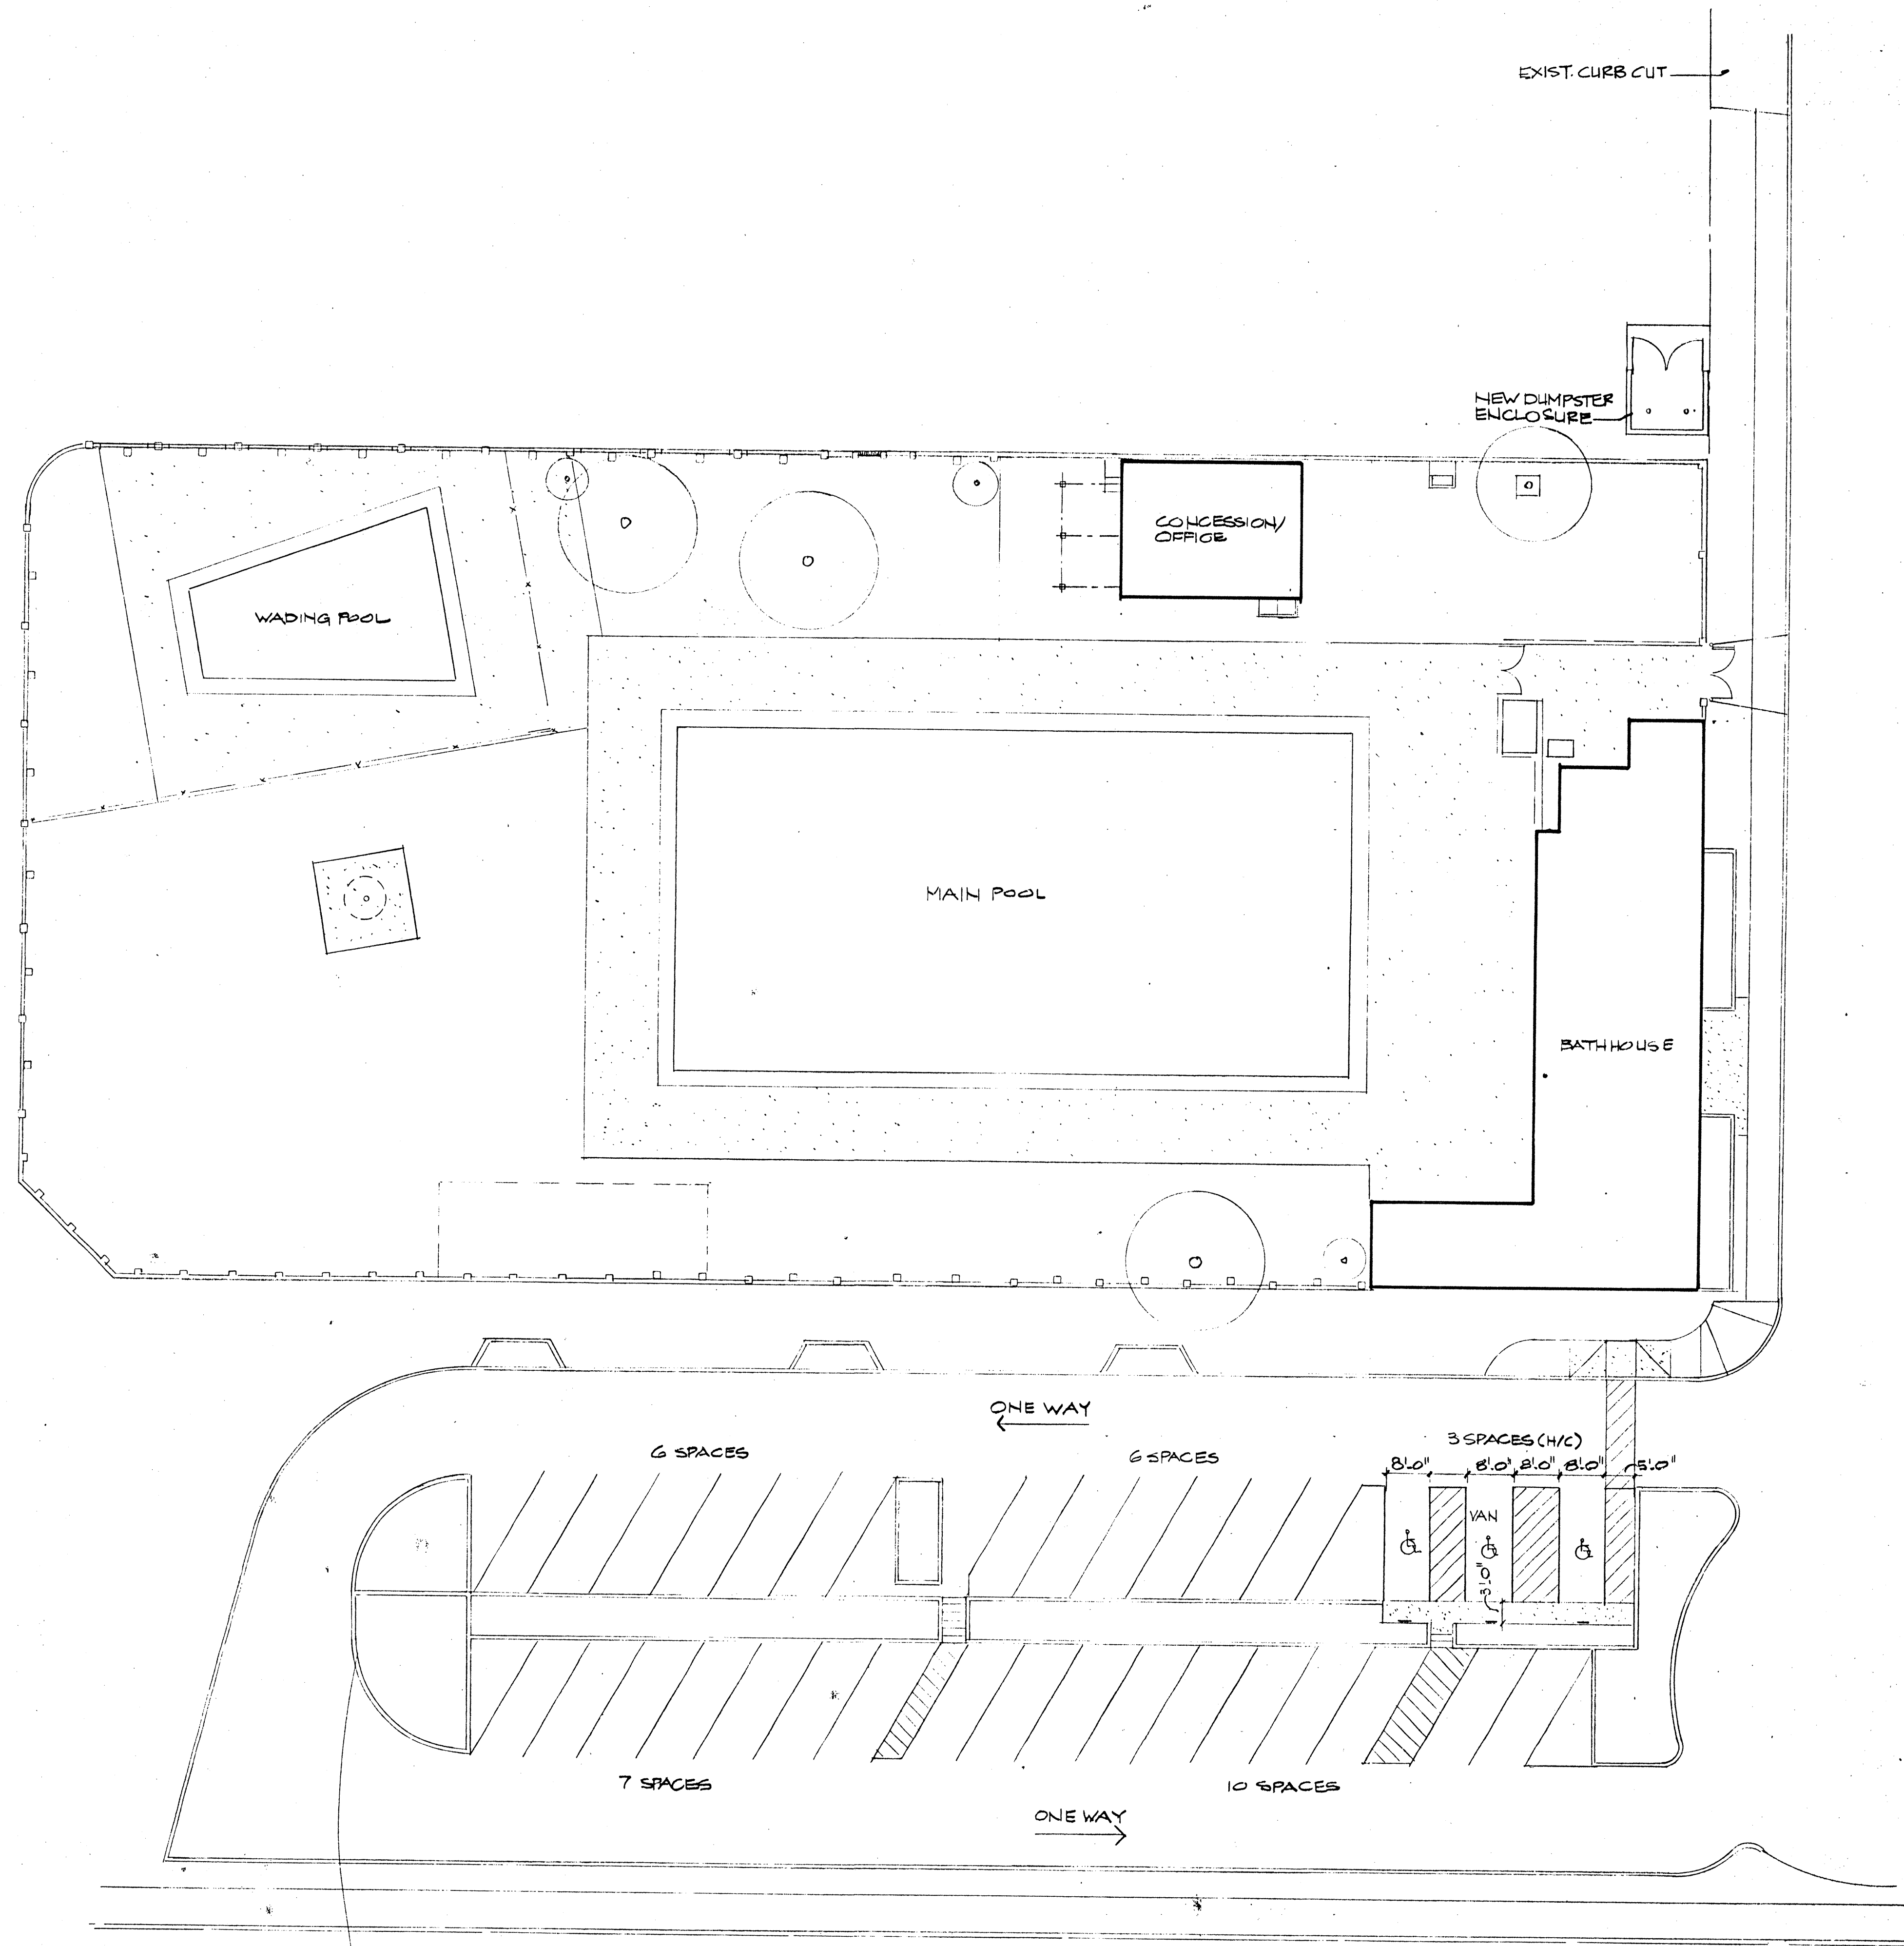 EXIST. CURB CUT
NEW DUMPSTER
ENCLOSURE
CONCESSION/
OFFICE
WADING POOL
MAIN POOL
BATHHOUSE
ONE WAY
6 SPACES
6 SPACES
3 SPACES (H/C)
8'-0" 8'-0" 8'-0" 8'-0" 5'-0"
VAN
3'-0"
7 SPACES
10 SPACES
ONE WAY